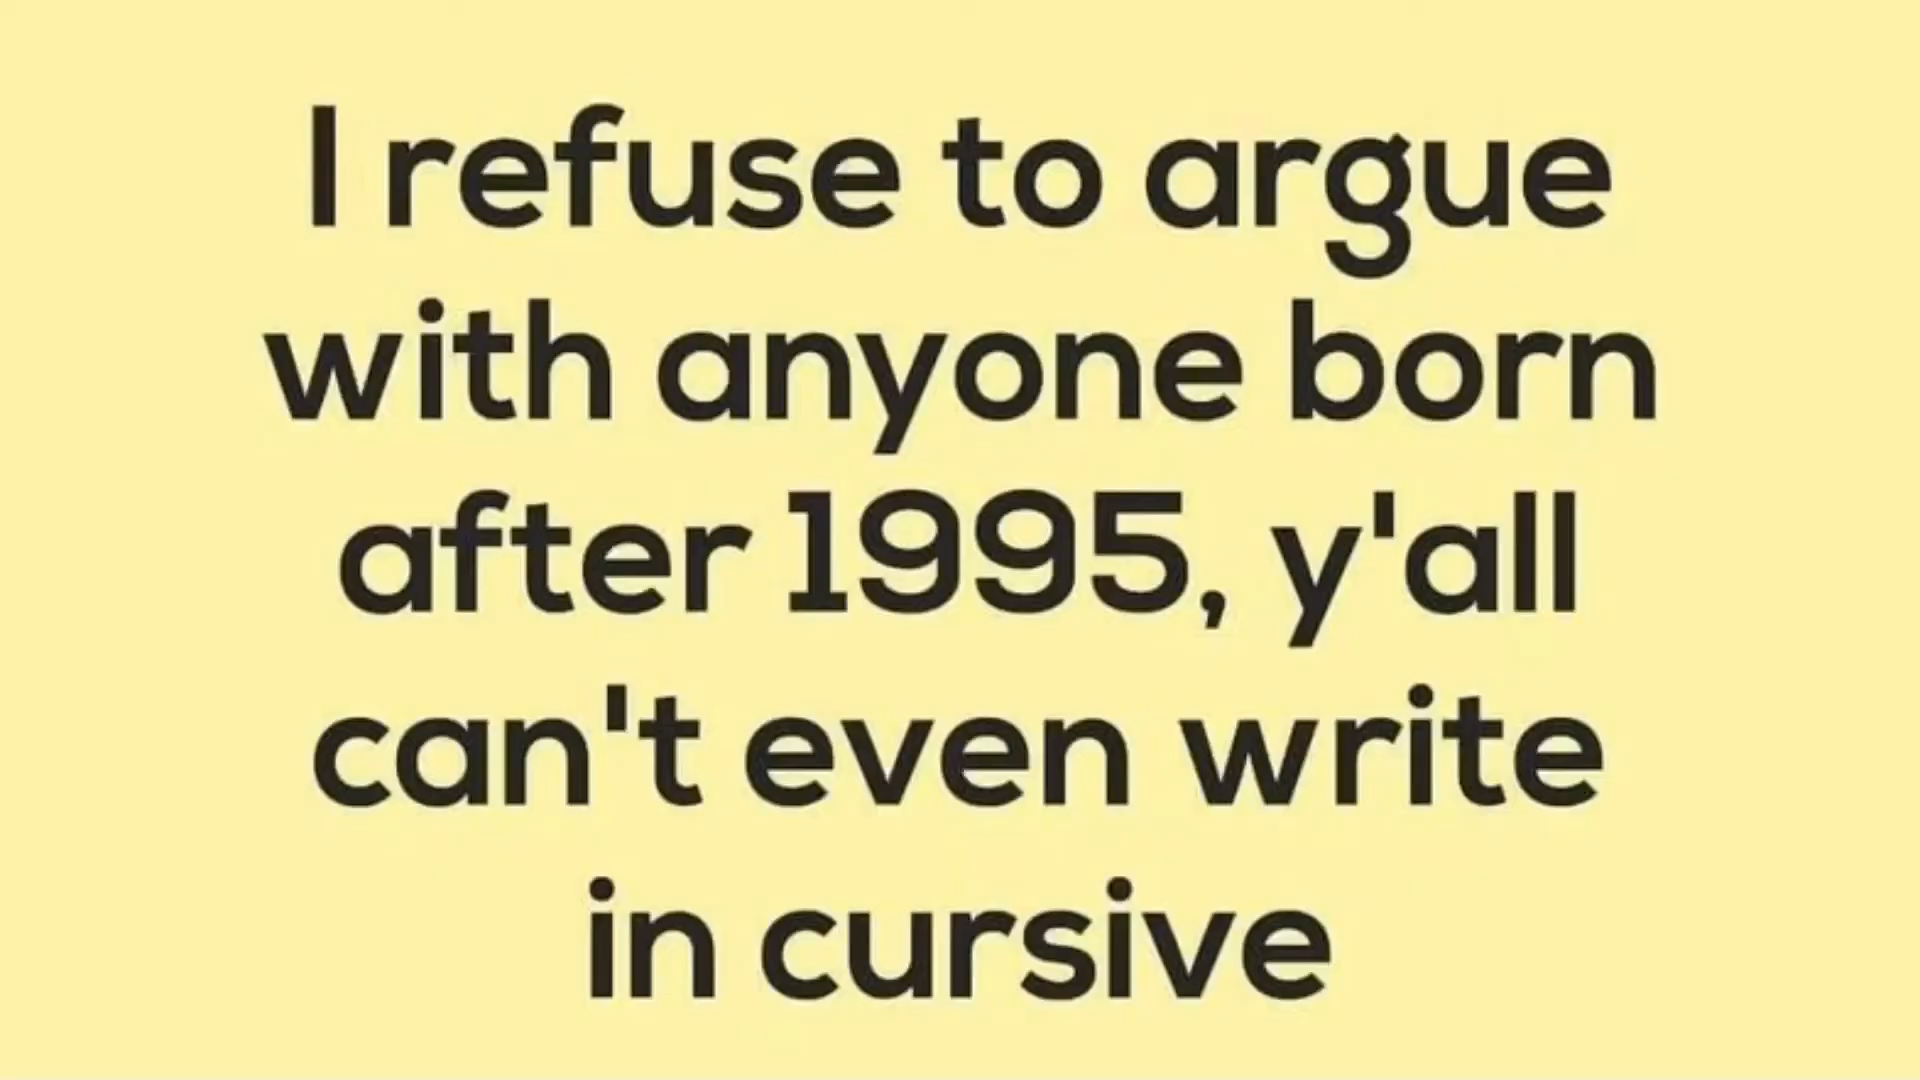 I refuse to argue
with anyone born
after 1995, y'all
can't even write
in cursive